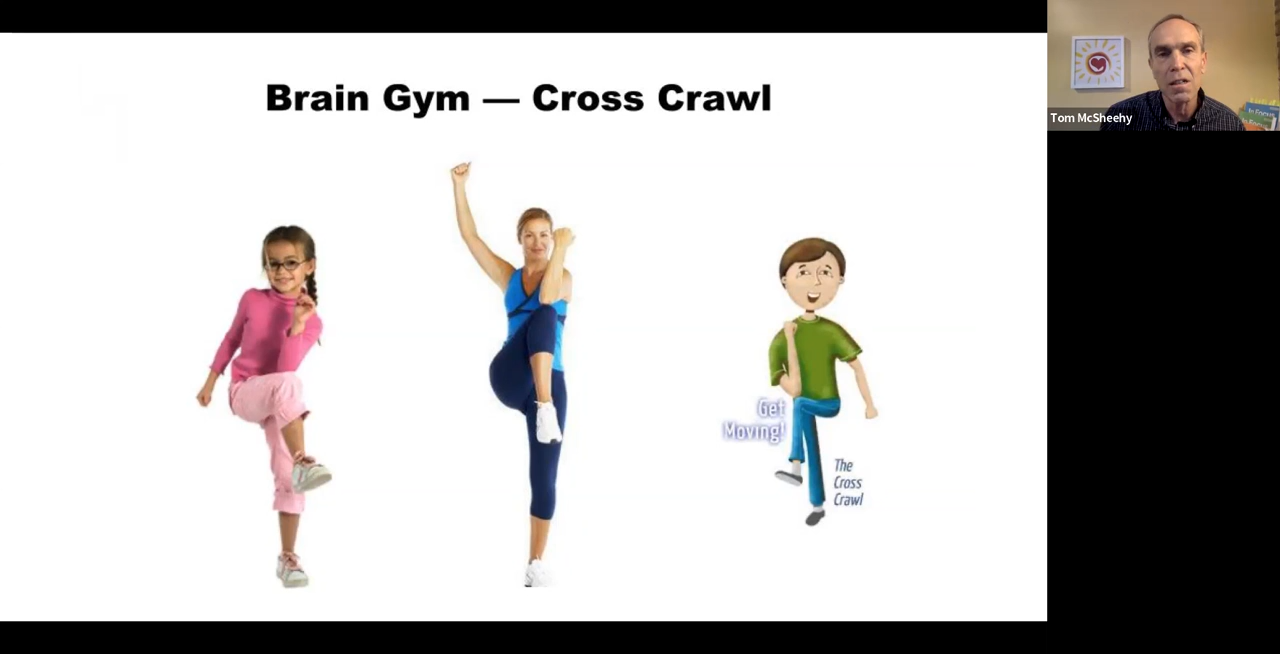 Brain Gym — Cross Crawl
Tom McSheehy
Get
Moving!
The
Cross
Crawl